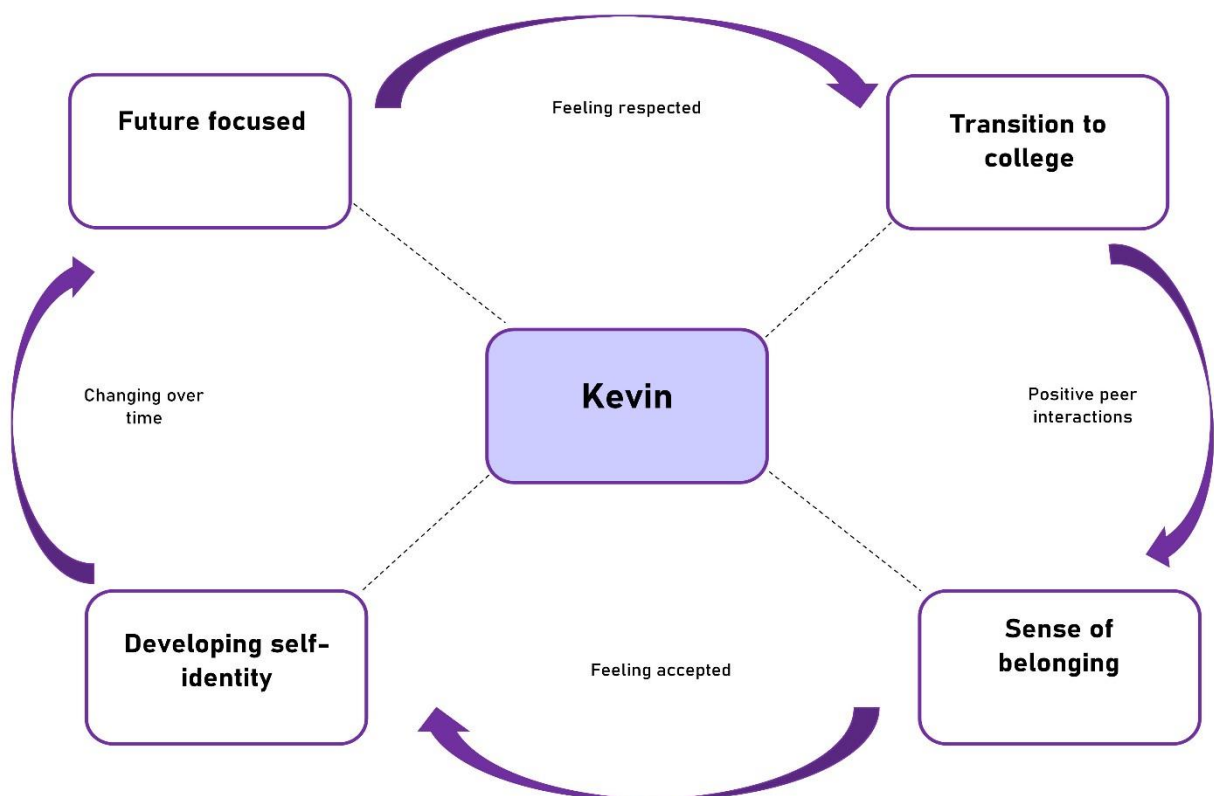 Future focused
Feeling respected
Transition to
college
Kevin
Changing over
time
Positive peer
interactions
Developing self-
identity
Feeling accepted
Sense of
belonging